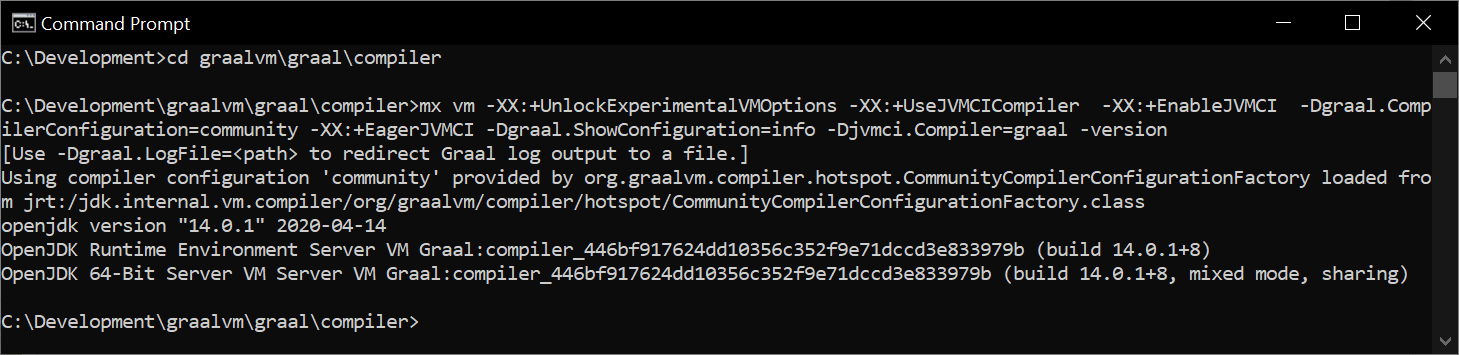 Command Prompt
C:\Development>cd graalvm\graal\compiler
C:\Development\graalvm\graal\compiler>mx vm -XX:+UnlockExperimentalVMOptions -XX:+UseJVMCICompiler  -XX:+EnableJVMCI  -Dgraal.Comp
ilerConfiguration=community -XX:+EagerJVMCI -Dgraal.ShowConfiguration=info -Djvmci.Compiler=graal -version
[Use -Dgraal.LogFile=<path> to redirect Graal log output to a file.]
Using compiler configuration 'community' provided by org.graalvm.compiler.hotspot.CommunityCompilerConfigurationFactory loaded fro
m jrt:/jdk.internal.vm.compiler/org/graalvm/compiler/hotspot/CommunityCompilerConfigurationFactory.class
openjdk version "14.0.1" 2020-04-14
OpenJDK Runtime Environment Server VM Graal:compiler_446bf917624dd10356c352f9e71dccd3e833979b (build 14.0.1+8)
OpenJDK 64-Bit Server VM Server VM Graal:compiler_446bf917624dd10356c352f9e71dccd3e833979b (build 14.0.1+8, mixed mode, sharing)
C:\Development\graalvm\graal\compiler>